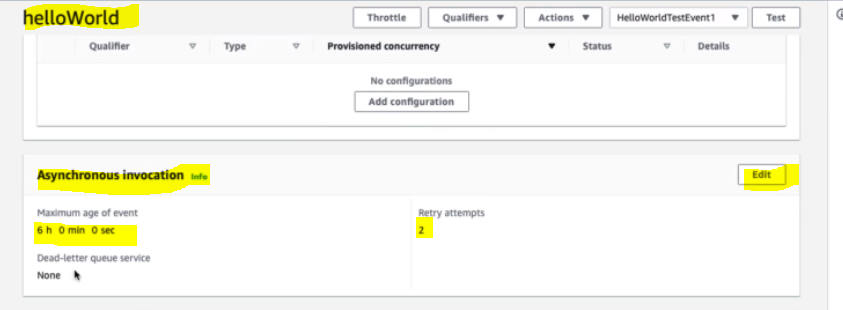 helloWorld
Throttle
Qualifiers
Actions
HelloWorldTestEvent1
Test
Qualifier
Type
Provisioned concurrency
Status
Details
No configurations
Add configuration
Asynchronous invocation Info
Edit
Maximum age of event
6 h 0 min 0 sec
Retry attempts
2
Dead-letter queue service
None